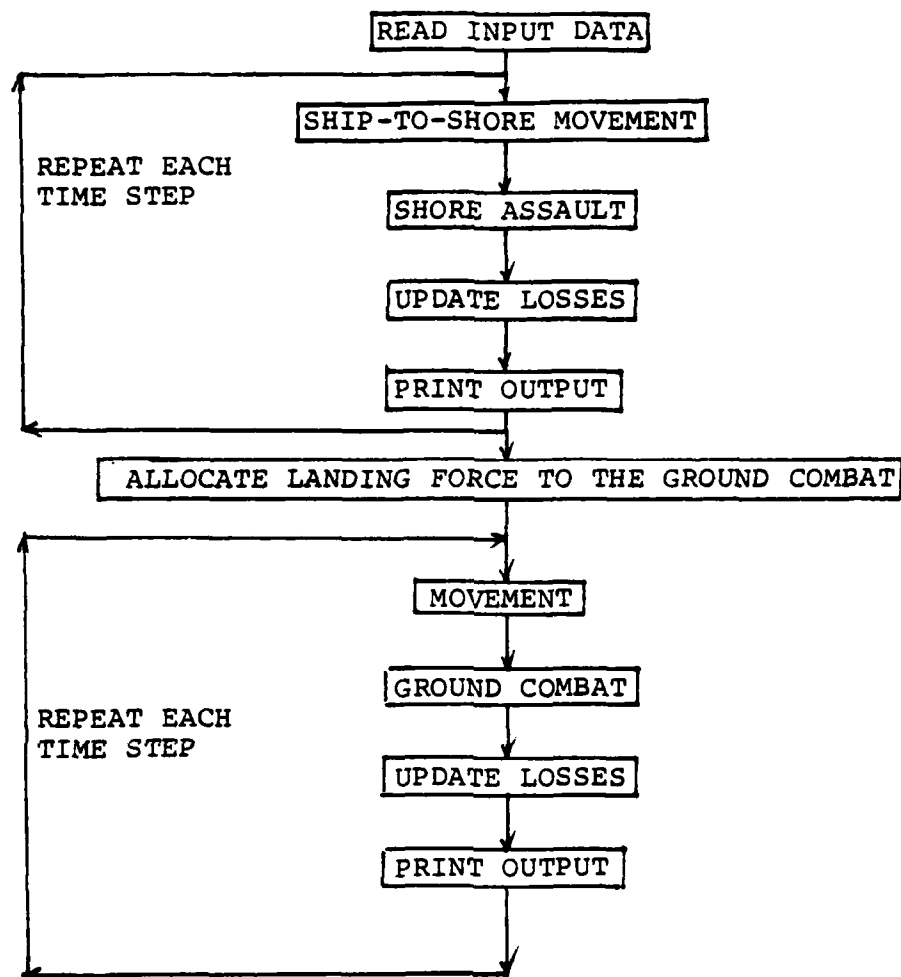 READ INPUT DATA
SHIP-TO-SHORE MOVEMENT
REPEAT EACH
TIME STEP
SHORE ASSAULT
UPDATE LOSSES
PRINT OUTPUT
ALLOCATE LANDING FORCE TO THE GROUND COMBAT
MOVEMENT
GROUND COMBAT
REPEAT EACH
TIME STEP
UPDATE LOSSES
PRINT OUTPUT